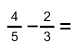 4/5 − 2/3 =